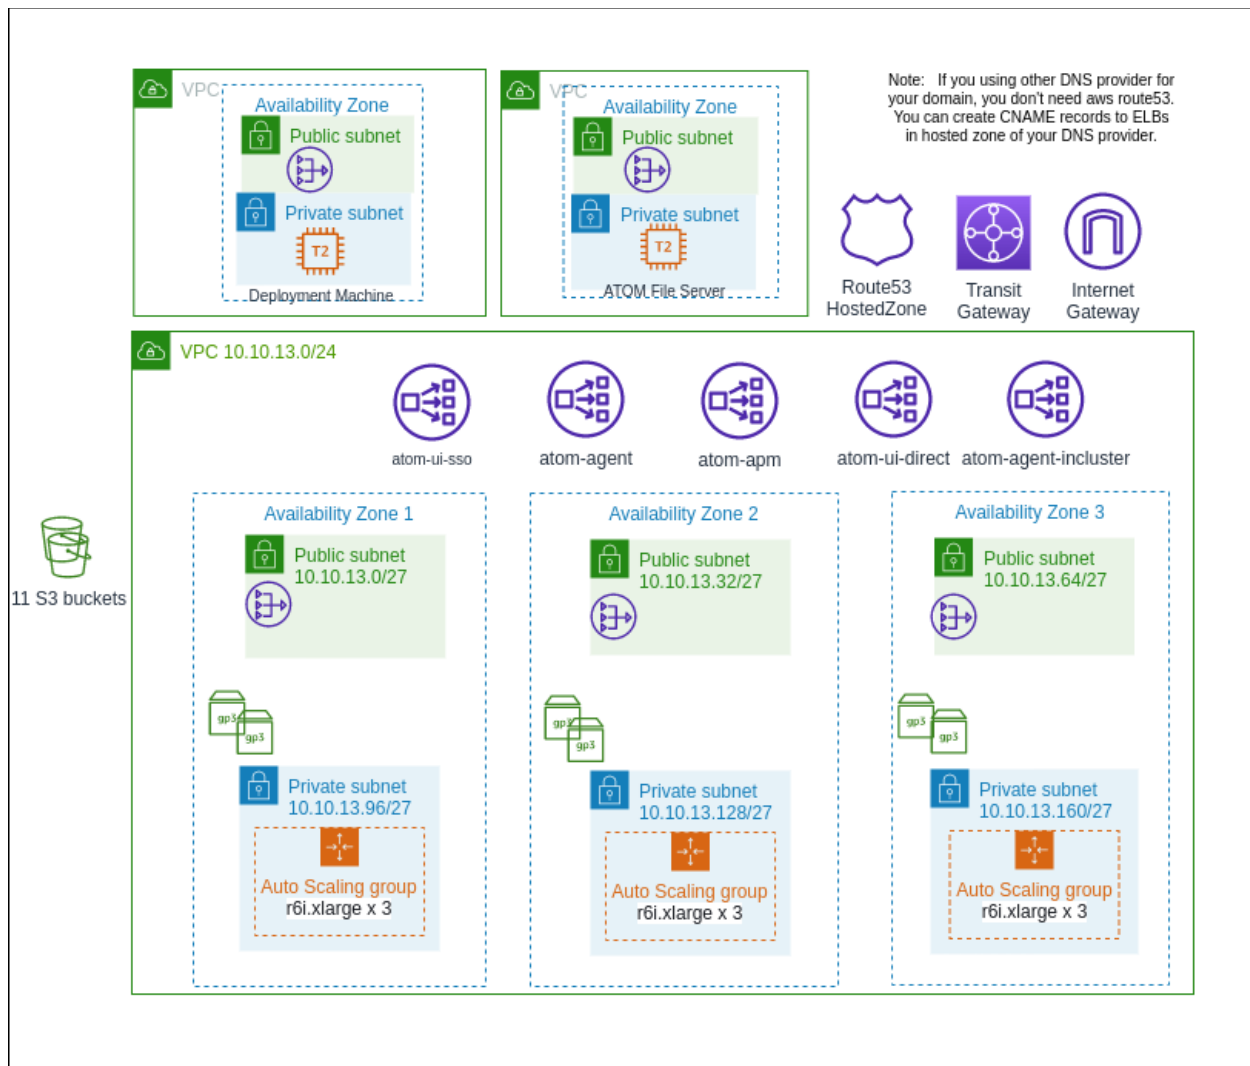 Note: If you using other DNS provider for
your domain, you don't need aws route53.
You can create CNAME records to ELBs
in hosted zone of your DNS provider.
VPC
Availability Zone
Public subnet
Private subnet
T2
Deployment Machine
VPC
Availability Zone
Public subnet
Private subnet
T2
ATOM File Server
Route53
HostedZone
Transit
Gateway
Internet
Gateway
VPC 10.10.13.0/24
atom-ui-sso
atom-agent
atom-apm
atom-ui-direct
atom-agent-incluster
11 S3 buckets
Availability Zone 1
Public subnet
10.10.13.0/27
gp3
gp3
Private subnet
10.10.13.96/27
Auto Scaling group
r6i.xlarge x 3
Availability Zone 2
Public subnet
10.10.13.32/27
gp3
gp3
Private subnet
10.10.13.128/27
Auto Scaling group
r6i.xlarge x 3
Availability Zone 3
Public subnet
10.10.13.64/27
gp3
gp3
Private subnet
10.10.13.160/27
Auto Scaling group
r6i.xlarge x 3